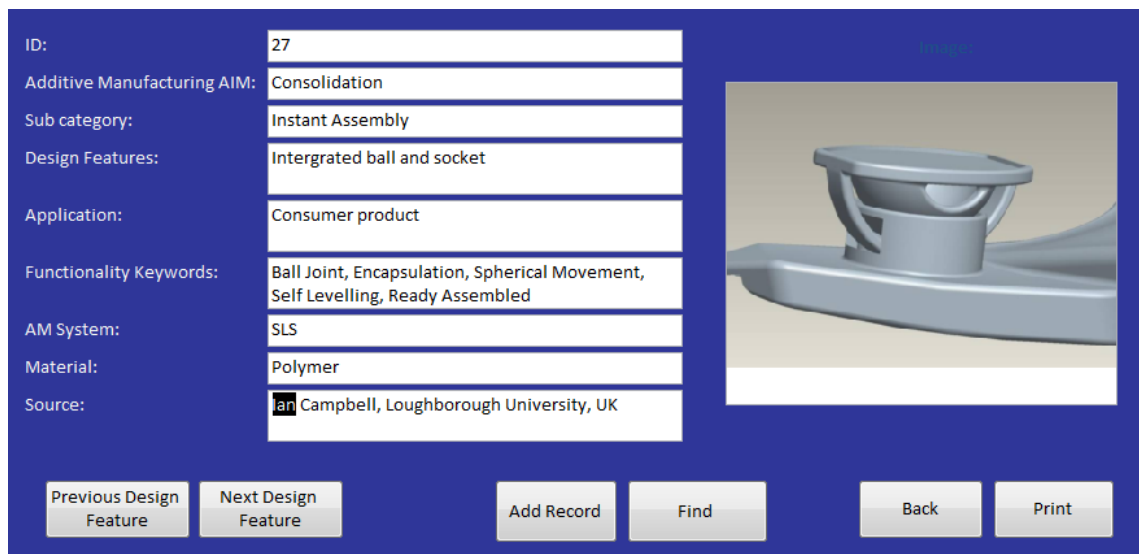 ID: 27
Image:
Additive Manufacturing AIM: Consolidation
Sub category: Instant Assembly
Design Features: Intergrated ball and socket
Application: Consumer product
Functionality Keywords: Ball Joint, Encapsulation, Spherical Movement,
Self Levelling, Ready Assembled
AM System: SLS
Material: Polymer
Source: Ian Campbell, Loughborough University, UK
Previous Design
Feature
Next Design
Feature
Add Record
Find
Back
Print